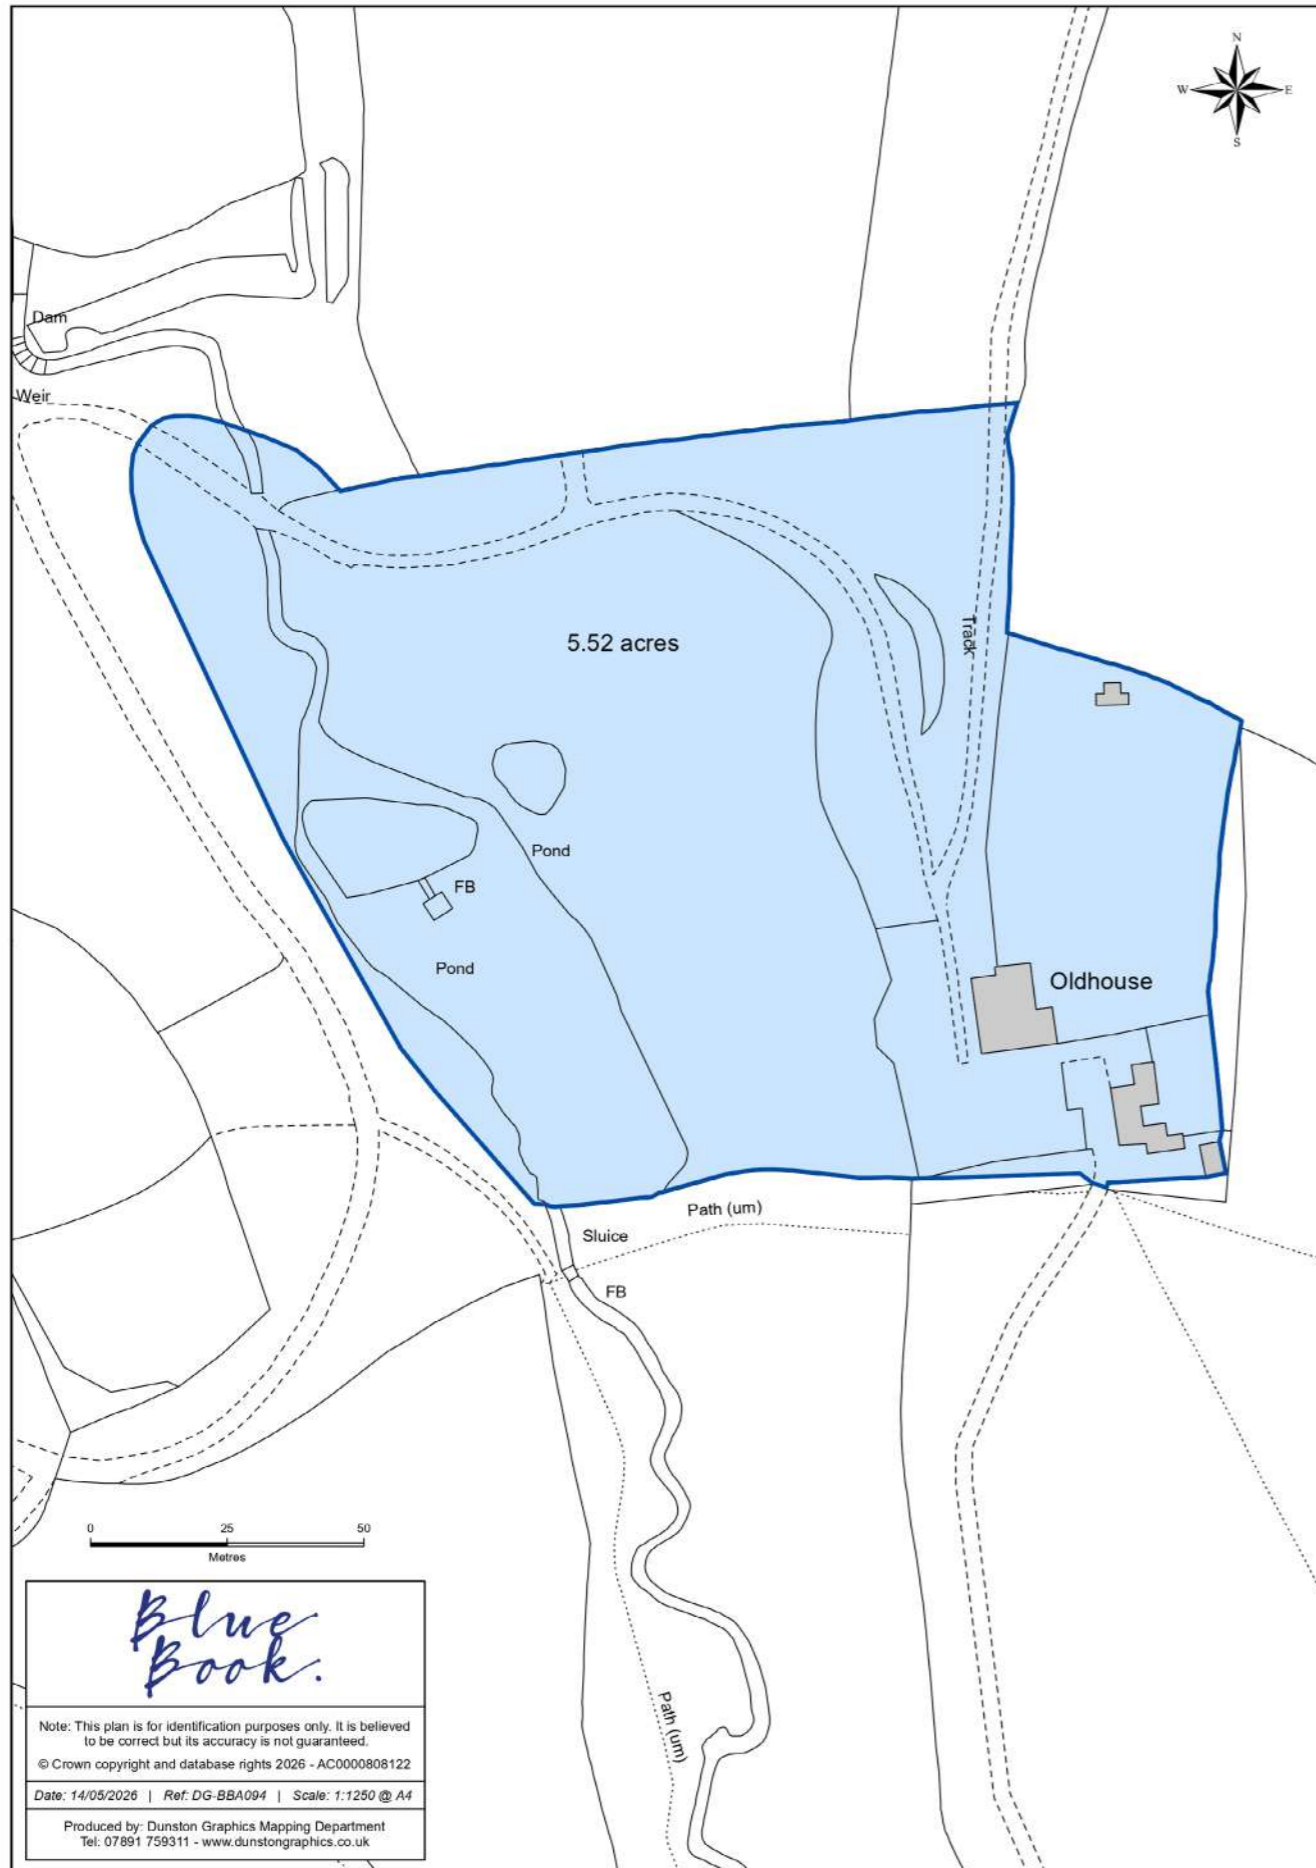 N
W
E
S
Dam
Weir
5.52 acres
Track
Pond
FB
Pond
Oldhouse
Path (um)
Sluice
FB
0 25 50
Metres
Path (um)
Blue
Book.
Note: This plan is for identification purposes only. It is believed
to be correct but its accuracy is not guaranteed.
© Crown copyright and database rights 2026 - AC0000808122
Date: 14/05/2026 | Ref: DG-BBA094 | Scale: 1:1250 @ A4
Produced by: Dunston Graphics Mapping Department
Tel: 07891 759311 - www.dunstongraphics.co.uk